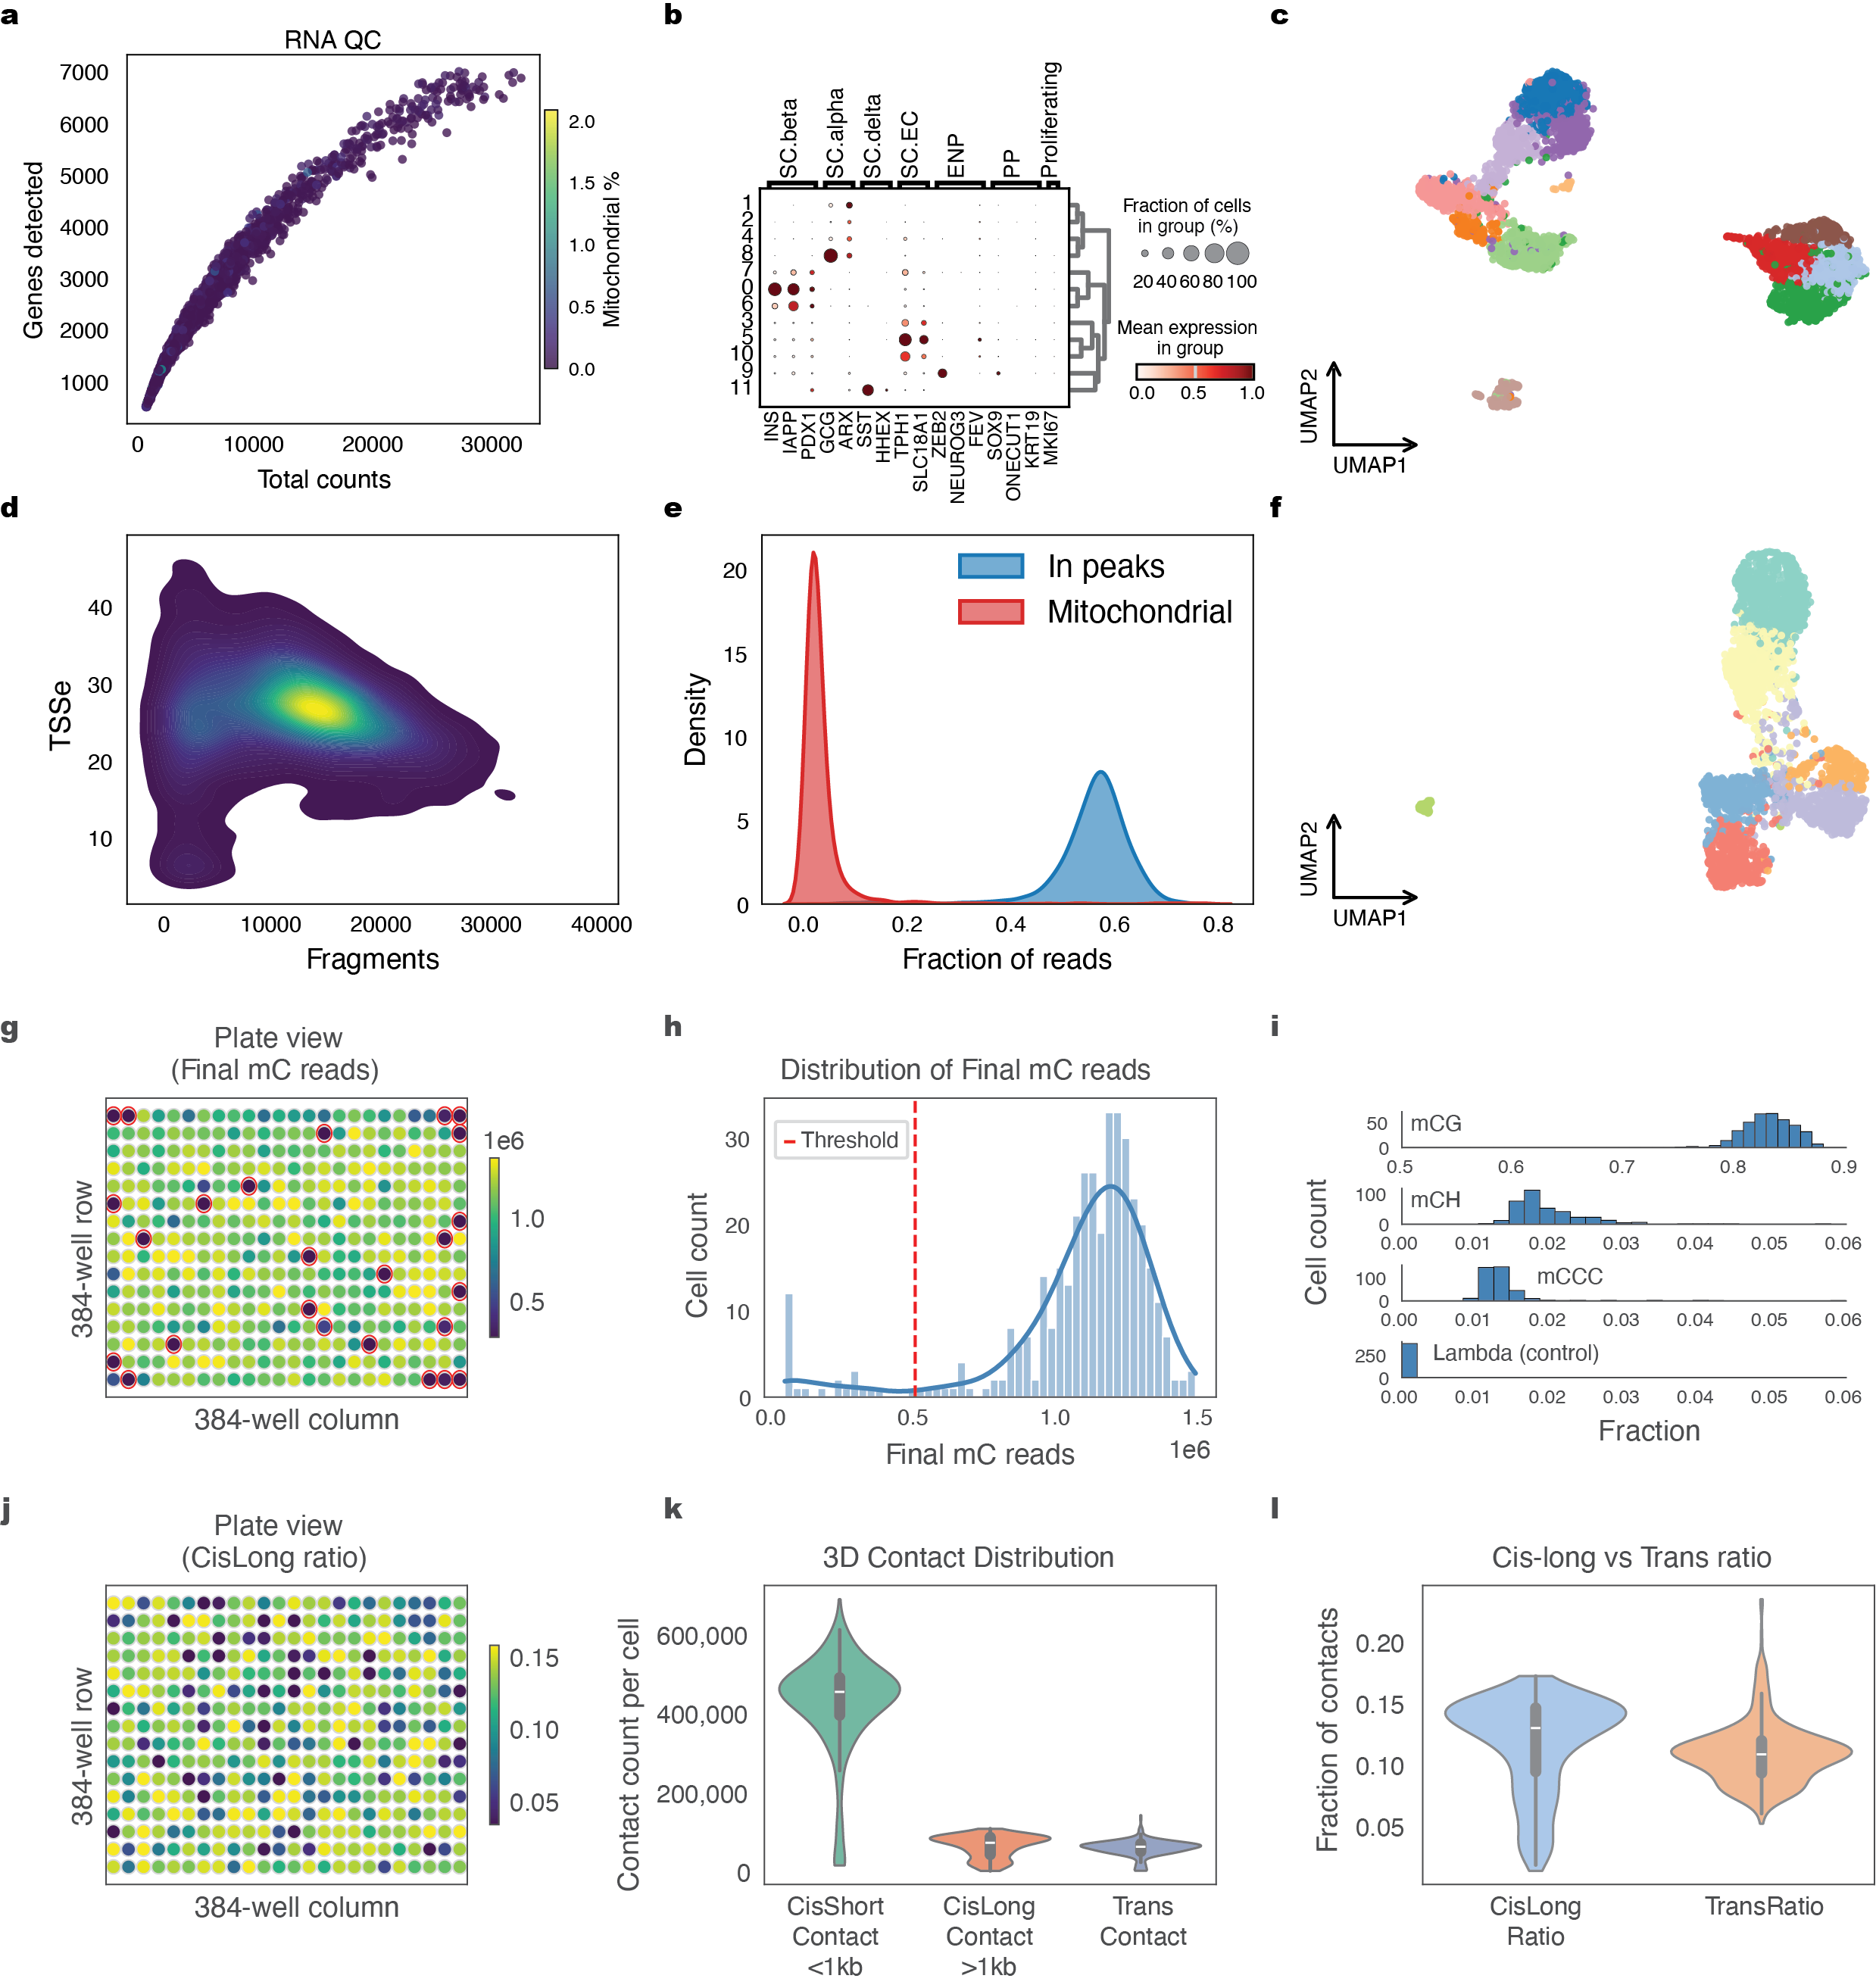 a
RNA QC
7000
6000
5000
4000
3000
2000
1000
Genes detected
0
10000
20000
30000
Total counts
2.0
1.5
1.0
0.5
0.0
Mitochondrial %
b
SC.beta
SC.alpha
SC.delta
SC.EC
ENP
PP
Proliferating
1
2
4
8
7
0
6
3
5
10
9
11
INS
IAPP
PDX1
GCG
ARX
SST
HHEX
TPH1
SLC18A1
ZEB2
NEUROG3
FEV
SOX9
ONECUT1
KRT19
MKI67
Fraction of cells
in group (%)
20 40 60 80 100
Mean expression
in group
0.0 0.5 1.0
c
UMAP2
UMAP1
d
40
30
20
10
TSSe
0
10000
20000
30000
40000
Fragments
e
In peaks
Mitochondrial
20
15
10
5
0
Density
0.0
0.2
0.4
0.6
0.8
Fraction of reads
f
UMAP2
UMAP1
g
Plate view
(Final mC reads)
384-well row
384-well column
1e6
1.0
0.5
h
Distribution of Final mC reads
Threshold
30
20
10
0
Cell count
0.0
0.5
1.0
1.5
1e6
Final mC reads
i
Cell count
mCG
50
0
0.5 0.6 0.7 0.8 0.9
mCH
100
0
0.00 0.01 0.02 0.03 0.04 0.05 0.06
mCCC
100
0
0.00 0.01 0.02 0.03 0.04 0.05 0.06
Lambda (control)
250
0
0.00 0.01 0.02 0.03 0.04 0.05 0.06
Fraction
j
Plate view
(CisLong ratio)
384-well row
384-well column
0.15
0.10
0.05
k
3D Contact Distribution
Contact count per cell
600,000
400,000
200,000
0
CisShort
Contact
<1kb
CisLong
Contact
>1kb
Trans
Contact
l
Cis-long vs Trans ratio
Fraction of contacts
0.20
0.15
0.10
0.05
CisLong
Ratio
TransRatio